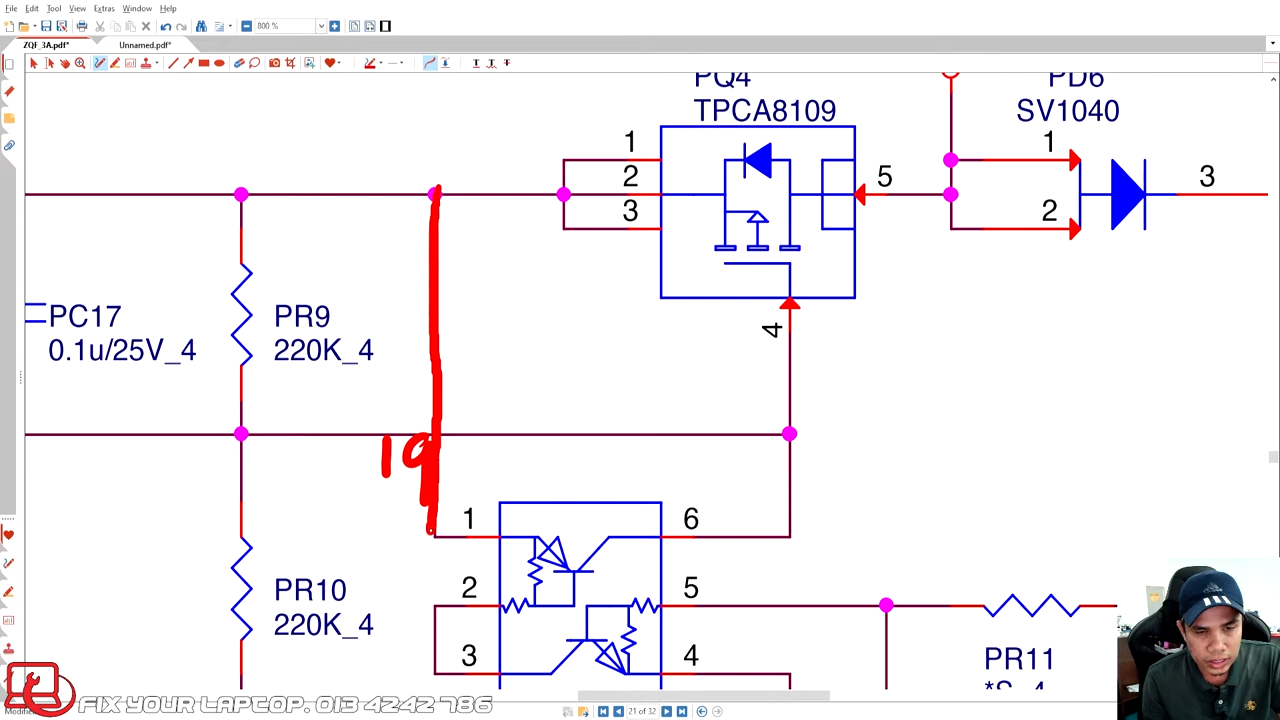 File Edit Tool View Extras Window Help
800 %
ZQF_3A.pdf*
Unnamed.pdf*
PQ4
TPCA8109
PD6
SV1040
1
2
3
5
4
1
2
3
PC17
0.1u/25V_4
PR9
220K_4
19
1
2
3
6
5
4
PR10
220K_4
PR11
FIX YOUR LAPTOP. 013 4242 786
21 of 32